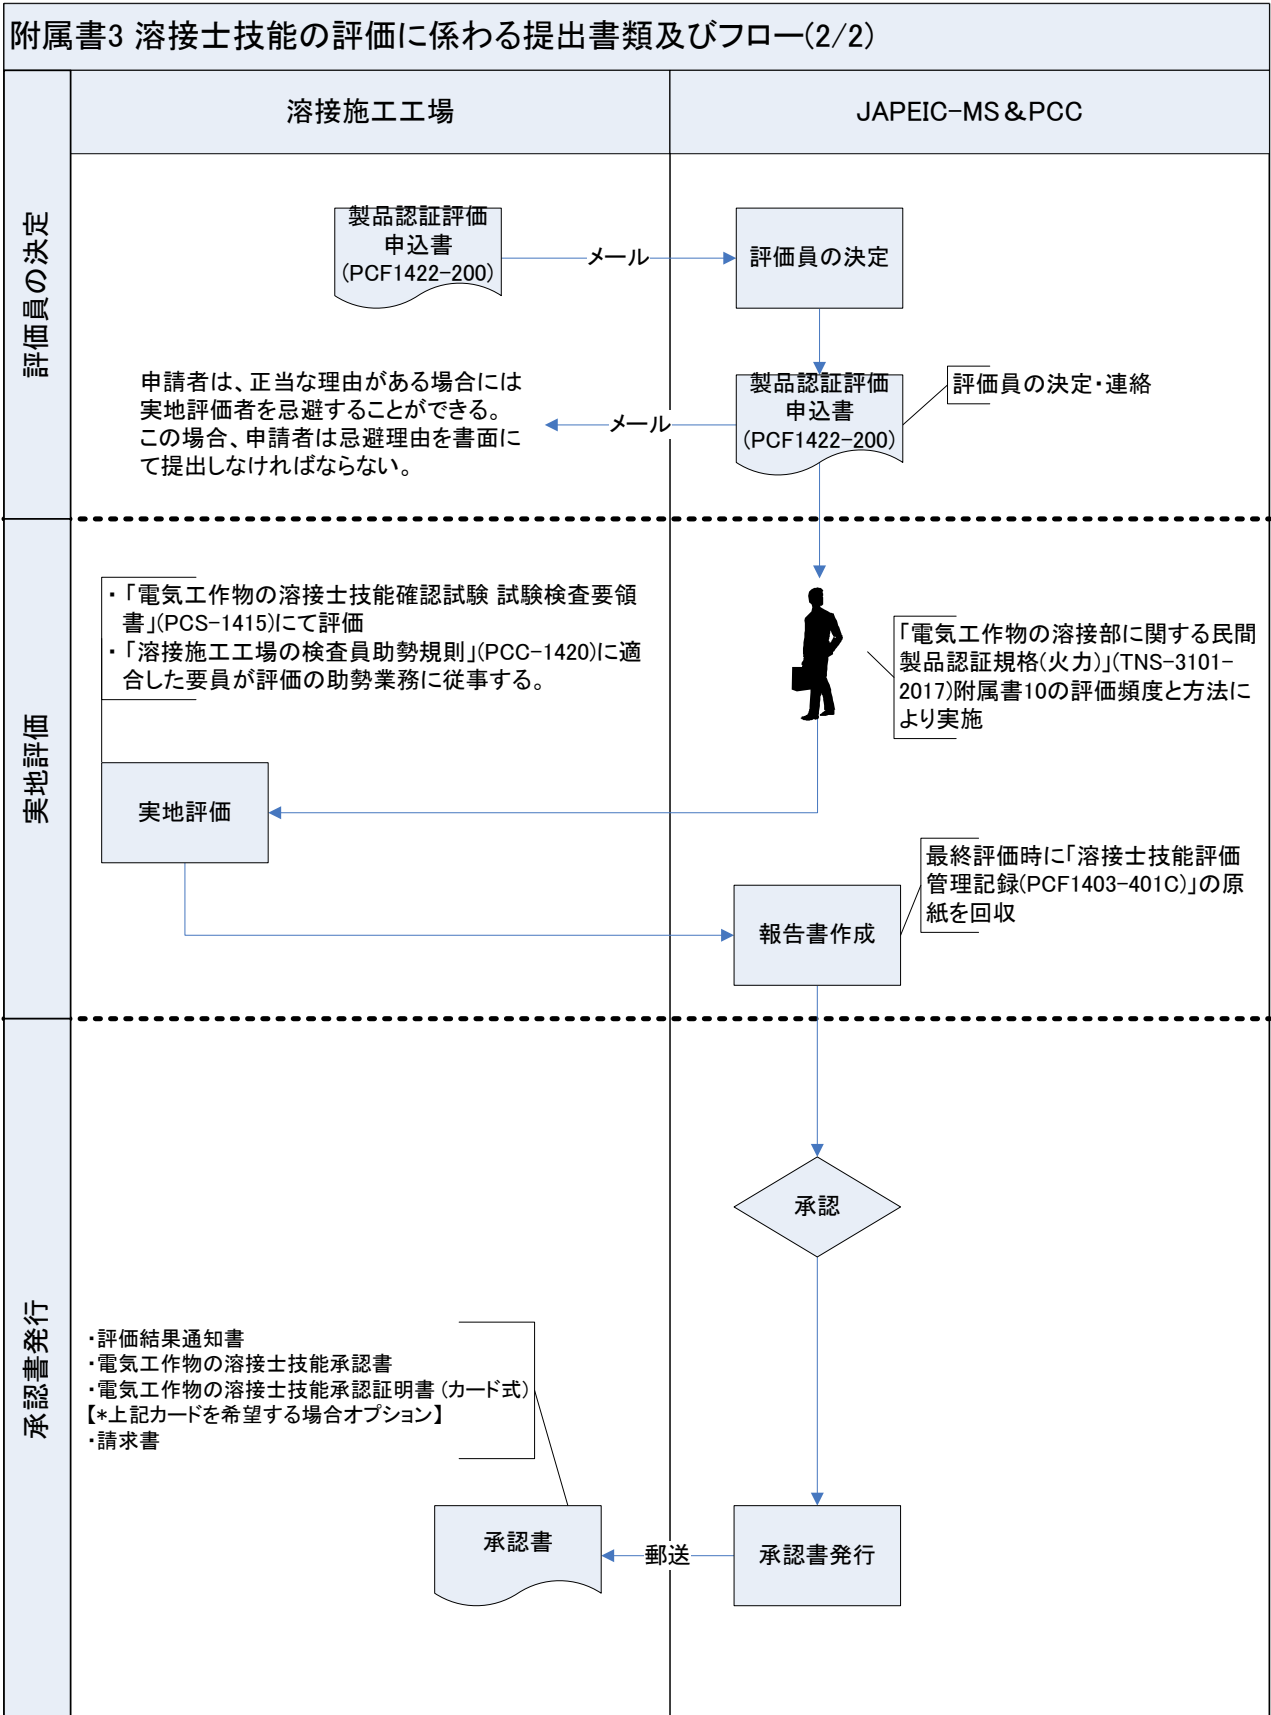 附属書3 溶接士技能の評価に係わる提出書類及びフロー(2/2)
溶接施工工場
JAPEIC-MS&PCC
評価員の決定
製品認証評価
申込書
(PCF1422-200)
メール
評価員の決定
申請者は、正当な理由がある場合には
実地評価者を忌避することができる。
この場合、申請者は忌避理由を書面に
て提出しなければならない。
メール
製品認証評価
申込書
(PCF1422-200)
評価員の決定・連絡
実地評価
・「電気工作物の溶接士技能確認試験 試験検査要領
書」(PCS-1415)にて評価
・「溶接施工工場の検査員助勢規則」(PCC-1420)に適
合した要員が評価の助勢業務に従事する。
「電気工作物の溶接部に関する民間
製品認証規格(火力)」(TNS-3101-
2017)附属書10の評価頻度と方法に
より実施
実地評価
最終評価時に「溶接士技能評価
管理記録(PCF1403-401C)」の原
紙を回収
報告書作成
承認書発行
承認
・評価結果通知書
・電気工作物の溶接士技能承認書
・電気工作物の溶接士技能承認証明書 (カード式)
【*上記カードを希望する場合オプション】
・請求書
承認書
郵送
承認書発行